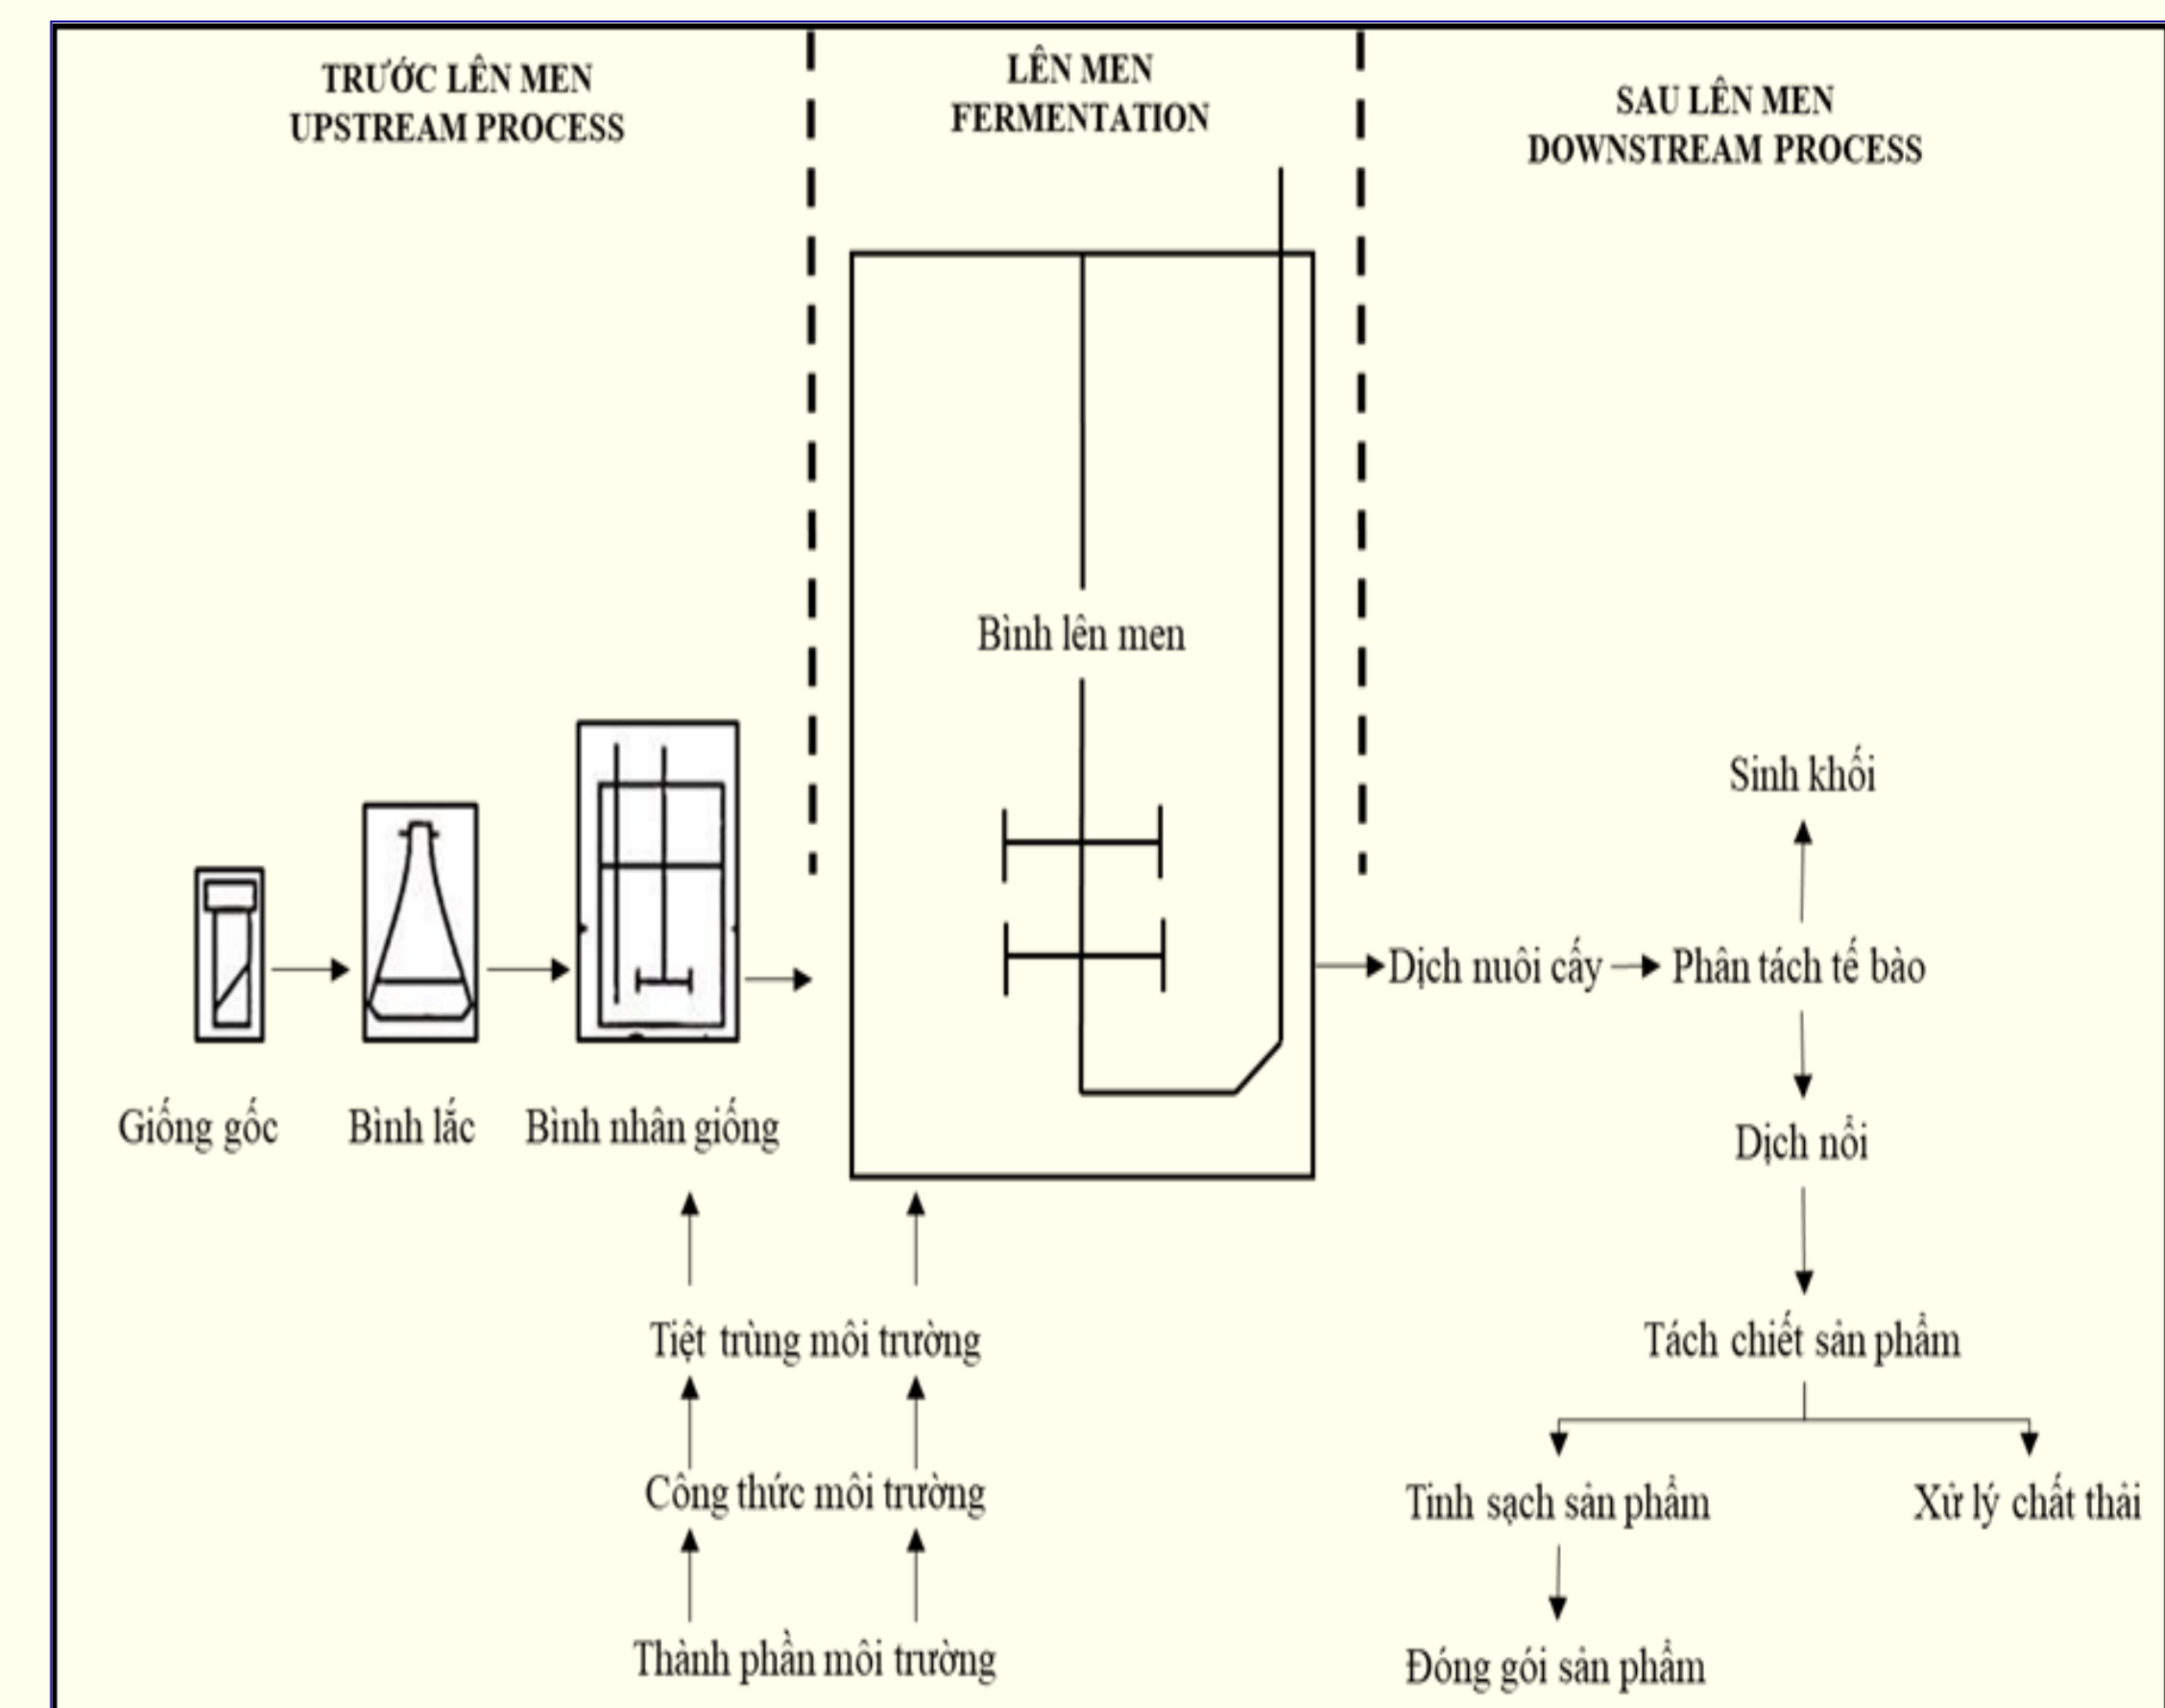 TRƯỚC LÊN MEN
UPSTREAM PROCESS
LÊN MEN
FERMENTATION
SAU LÊN MEN
DOWNSTREAM PROCESS
Bình lên men
Giống gốc
Bình lắc
Bình nhân giống
Tiệt trùng môi trường
Công thức môi trường
Thành phần môi trường
Sinh khối
Dịch nuôi cấy
Phân tách tế bào
Dịch nổi
Tách chiết sản phẩm
Tinh sạch sản phẩm
Xử lý chất thải
Đóng gói sản phẩm